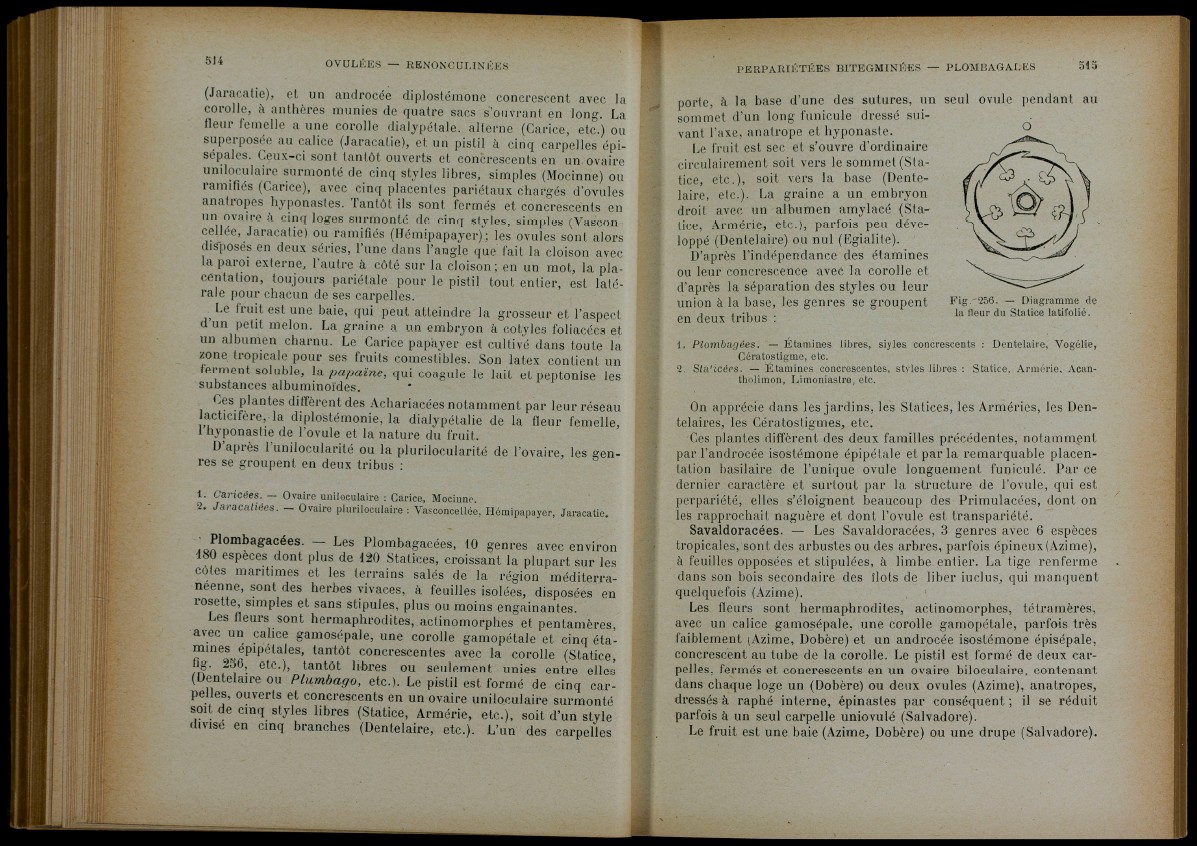 514
OVULÉES — RENONCULINÉES
(Jaracatie), et un androcée diplostémone concrescent avec la
corolle, à anthères munies de quatre sacs s'ouvrant en long. La
fleur femelle a une corolle dialypétale, alterne (Carice, etc.) ou
superposée au calice (Jaracatie), et un pistil à cinq carpelles épi-
sépales. Ceux-ci sont tantôt ouverts et concrescents en un ovaire
uniloculaire surmonté de cinq styles libres, simples (Mocinne) ou
ramifiés (Carice), avec cinq placentes pariétaux chargés d'ovules
anatropes hyponastes. Tantôt ils sont fermés et concrescents en
un ovaire à cinq loges surmonté de cinq styles, simples (Vascon
cellée, Jaracatie) ou ramifiés (Hémipapayer); les ovules sont alors
disposés en deux séries, l'une dans l'angle que fait la cloison avec
la paroi externe, l'autre à côté sur la cloison; en un mot, la pla-
centation, toujours pariétale pour le pistil tout entier, est laté-
rale pour chacun de ses carpelles.
Le fruit est une baie, qui peut atteindre la grosseur et l'aspect
d'un petit melon. La graine a un embryon à cotyles foliacées et
un albumen charnu. Le Carice papayer est cultivé dans toute la
zone tropicale pour ses fruits comestibles. Son latex contient un
ferment soluble, la papaïne, qui coagule le lait et peptonise les
substances albuminoïdes.
Ces plantes diffèrent des Achariacées notamment par leur réseau
lacticifère, la diplostémonie, la dialypétalie de la fleur femelle,
l'hyponastie de l'ovule et la nature du fruit.
D'après l'unilocularité ou la plurilocularité de l'ovaire, les gen-
res se groupent en deux tribus :
1. Caricées. — Ovaire uniloculaire : Carice, Mocinne.
2. Jaracatiées. — Ovaire pluriloculaire : Vasconcellée, Hémipapayer, Jaracatie.
Plombagacées. — Les Plombagacées, 10 genres avec environ
180 espèces dont plus de 120 Statices, croissant la plupart sur les
côtes maritimes et les terrains salés de la région méditerra-
néenne, sont des herbes vivaces, à feuilles isolées, disposées en
rosette, simples et sans stipules, plus ou moins engainantes.
Les fleurs sont hermaphrodites, actinomorphes et pentamères,
avec un calice gamosépale, une corolle gamopétale et cinq éta-
mines épipétales, tantôt concrescentes avec la corolle (Statice,
fig. 256, etc.), tantôt libres ou seulement unies entre elles
(Dentelaire ou Plumbago, etc.). Le pistil est formé de cinq car-
pelles, ouverts et concrescents en un ovaire uniloculaire surmonté
soit de cinq styles libres (Statice, Armérie, etc.), soit d'un style
divisé en cinq branches (Dentelaire, etc.). L'un des carpelles
PERPARIÉTÉES BITEGMINÉES — PLOMBAGALES
515
porte, à la base d'une des sutures, un seul ovule pendant au
sommet d'un long funicule dressé sui-
vant l'axe, anatrope et hyponaste.
Le fruit est sec et s'ouvre d'ordinaire
circulairement soit vers le sommet (Sta-
tice, etc.), soit vers la base (Dente-
laire, etc.). La graine a un embryon
droit avec un albumen amylacé (Sta-
tice, Armérie, etc.), parfois peu déve-
loppé (Dentelaire) ou nul (Egialite).
D'après l'indépendance des étamines
ou leur concrescence avec la corolle et
d'après la séparation des styles ou leur
union à la base, les genres se groupent
en deux tribus :
Fig. 256. — Diagramme de
la fleur du Statice latifolié.
1. Plombagées. — Étamines libres, styles concrescents : Dentelaire, Vogélie,
Cératostigme, etc.
2. Staticées. — Étamines concrescentes, styles libres : Statice, Armérie, Acan-
tholimon, Limoniastre, etc.
On apprécie dans les jardins, les Statices, les Arméries, les Den-
telaires, les Cératostigmes, etc.
Ces plantes diffèrent des deux familles précédentes, notamment
par l'androcée isostémone épipétale et par la remarquable placen-
tation basilaire de l'unique ovule longuement funiculé. Par ce
dernier caractère et surtout par la structure de l'ovule, qui est
perpariété, elles s'éloignent beaucoup des Primulacées, dont on
les rapprochait naguère et dont l'ovule est transpariété.
Savaldoracées. — Les Savaldoracées, 3 genres avec 6 espèces
tropicales, sont des arbustes ou des arbres, parfois épineux (Azime),
à feuilles opposées et stipulées, à limbe entier. La tige renferme
dans son bois secondaire des îlots de liber inclus, qui manquent
quelquefois (Azime).
Les fleurs sont hermaphrodites, actinomorphes, tétramères,
avec un calice gamosépale, une corolle gamopétale, parfois très
faiblement (Azime, Dobère) et un androcée isostémone épisépale,
concrescent au tube de la corolle. Le pistil est formé de deux car-
pelles, fermés et concrescents en un ovaire biloculaire, contenant
dans chaque loge un (Dobère) ou deux ovules (Azime), anatropes,
dressés à raphé interne, épinastes par conséquent; il se réduit
parfois à un seul carpelle uniovulé (Salvadore).
Le fruit est une baie (Azime, Dobère) ou une drupe (Salvadore).